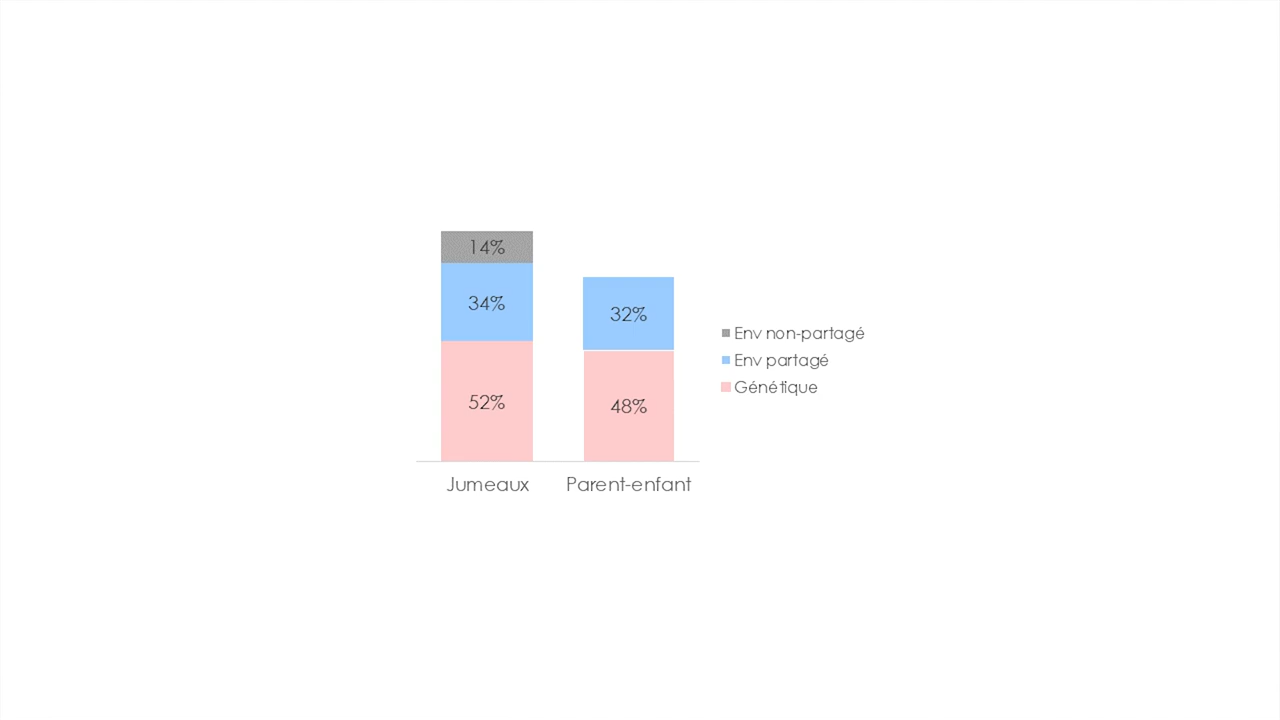 14%
34%
32%
52%
48%
Env non-partagé
Env partagé
Génétique
Jumeaux
Parent-enfant